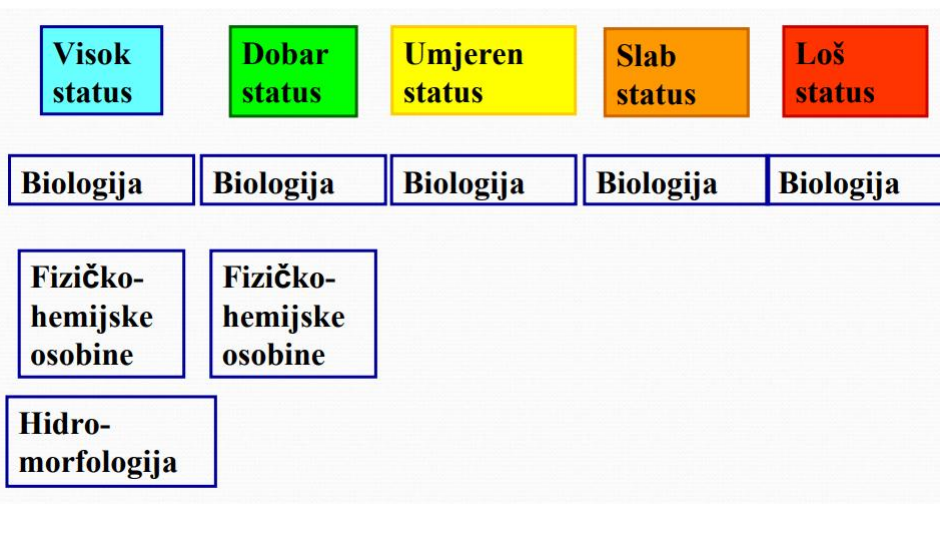 Visok
status
Dobar
status
Umjeren
status
Slab
status
Loš
status
Biologija
Biologija
Biologija
Biologija
Biologija
Fizičko-
hemijske
osobine
Fizičko-
hemijske
osobine
Hidro-
morfologija